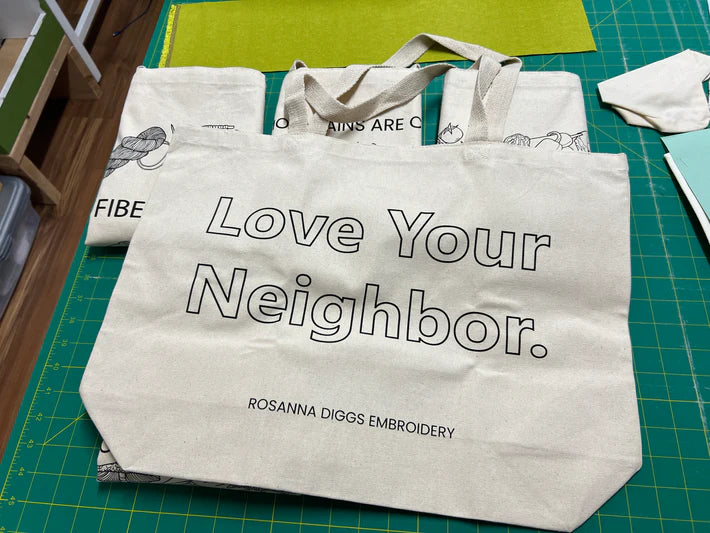 FIBE
AINS ARE
Love Your
Neighbor.
ROSANNA DIGGS EMBROIDERY